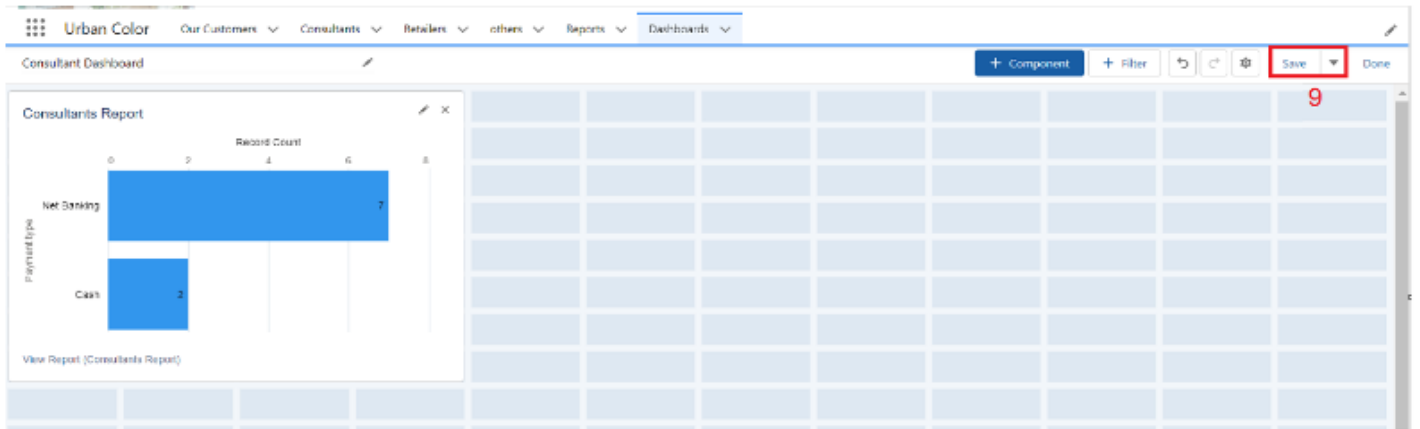 Urban Color Our Customers Consultants Retailers others Reports Dashboards
Consultant Dashboard + Component + Filter Save Done
9
Consultants Report
Record Count
0 2 4 6 8
Net Banking 7
Payment type
Cash 2
View Report (Consultants Report)